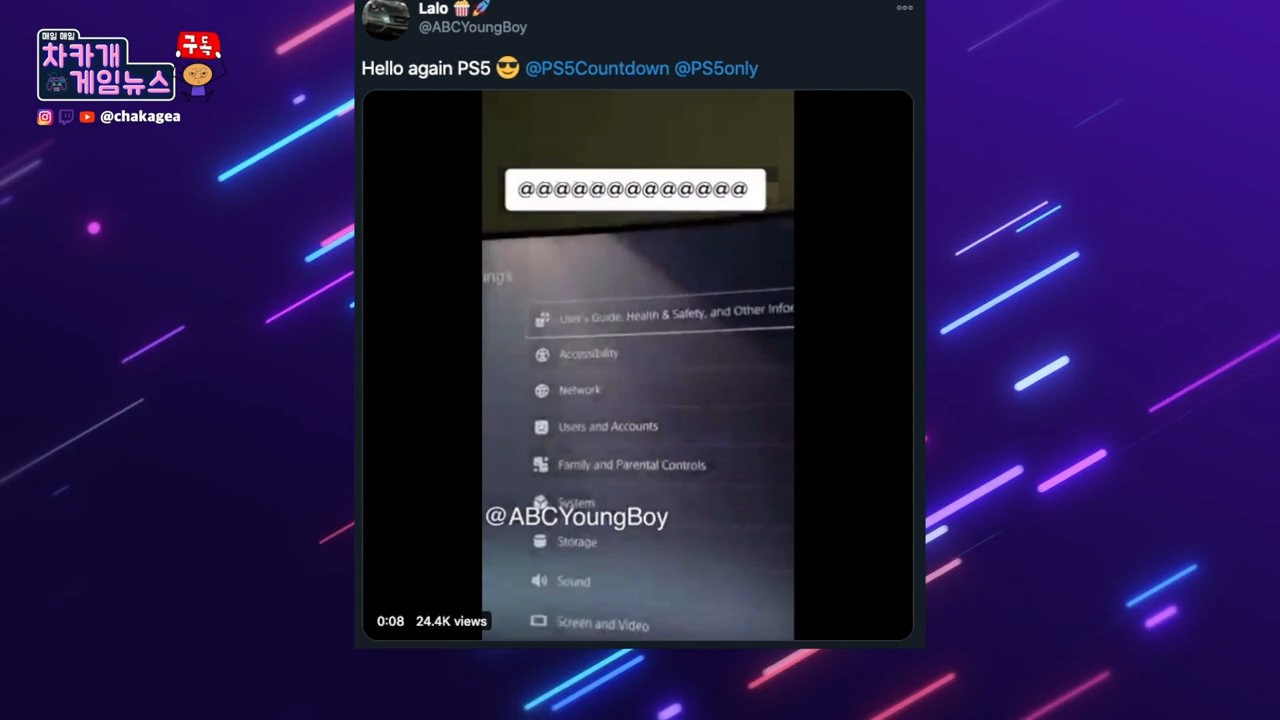 매일 매일
차카개
게임뉴스
구독
@chakagea
Lalo 🍿🚀
@ABCYoungBoy
Hello again PS5 😎 @PS5Countdown @PS5only
@@@@@@@@@@@@@
ings
User's Guide, Health & Safety, and Other Infor
Accessibility
Network
Users and Accounts
Family and Parental Controls
System
@ABCYoungBoy
Storage
Sound
Screen and Video
0:08 24.4K views